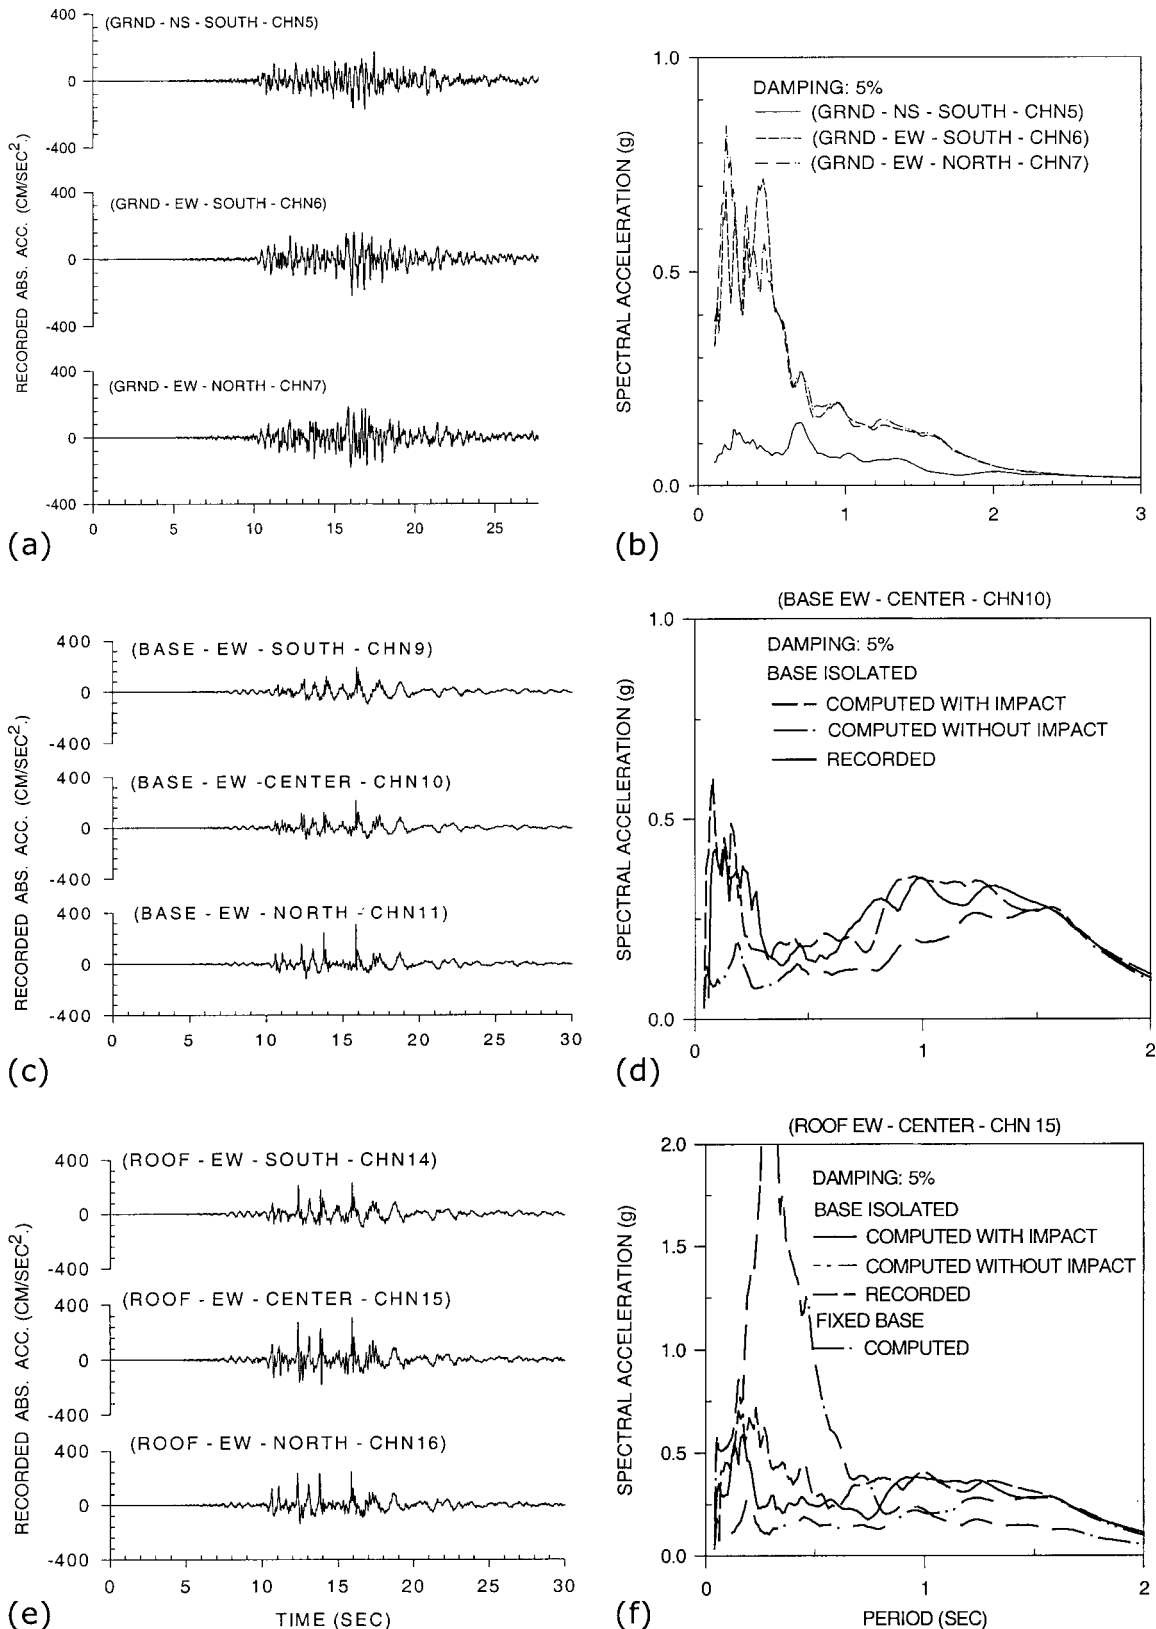 400
(GRND - NS - SOUTH - CHN5)
0
-400
400
(GRND - EW - SOUTH - CHN6)
0
-400
400
(GRND - EW - NORTH - CHN7)
0
-400
0 5 10 15 20 25
RECORDED ABS. ACC. (CM/SEC².)
(a)
1.0
DAMPING: 5%
(GRND - NS - SOUTH - CHN5)
(GRND - EW - SOUTH - CHN6)
(GRND - EW - NORTH - CHN7)
0.5
0.0
0 1 2 3
SPECTRAL ACCELERATION (g)
(b)
400
(BASE - EW - SOUTH - CHN9)
0
-400
(BASE - EW -CENTER - CHN10)
400
0
-400
400
(BASE - EW - NORTH - CHN11)
0
-400
0 5 10 15 20 25 30
RECORDED ABS. ACC. (CM/SEC².)
(c)
(BASE EW - CENTER - CHN10)
1.0
DAMPING: 5%
BASE ISOLATED
COMPUTED WITH IMPACT
COMPUTED WITHOUT IMPACT
RECORDED
0.5
0.0
0 1 2
SPECTRAL ACCELERATION (g)
(d)
400
(ROOF - EW - SOUTH - CHN14)
0
-400
(ROOF - EW - CENTER - CHN15)
400
0
-400
(ROOF - EW - NORTH - CHN16)
400
0
-400
0 5 10 15 20 25 30
TIME (SEC)
RECORDED ABS. ACC. (CM/SEC².)
(e)
(ROOF EW - CENTER - CHN 15)
2.0
DAMPING: 5%
BASE ISOLATED
COMPUTED WITH IMPACT
1.5
COMPUTED WITHOUT IMPACT
RECORDED
FIXED BASE
COMPUTED
1.0
0.5
0.0
0 1 2
PERIOD (SEC)
SPECTRAL ACCELERATION (g)
(f)